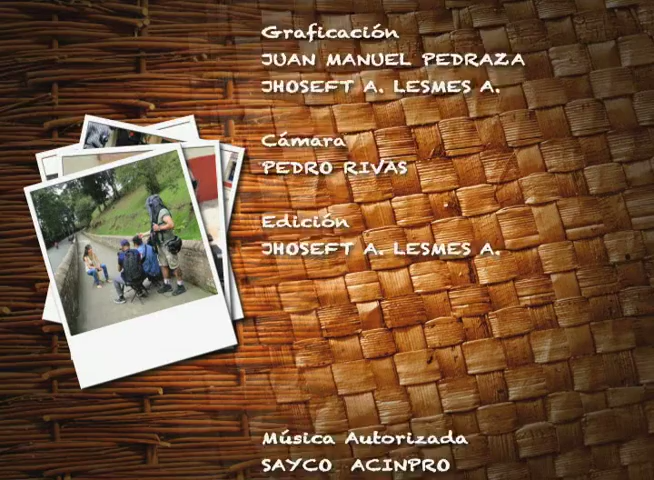 Graficación
JUAN MANUEL PEDRAZA
JHOSEFT A. LESMES A.
Cámara
PEDRO RIVAS
Edición
JHOSEFT A. LESMES A.
Música Autorizada
SAYCO ACINPRO